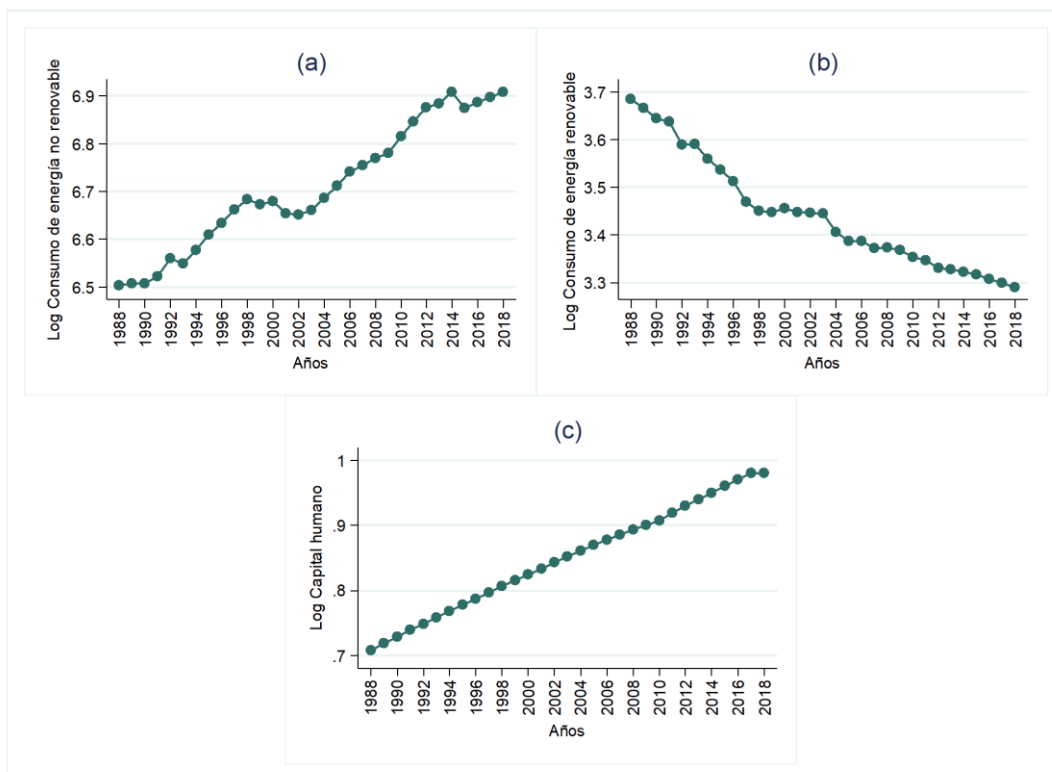 (a)
Log Consumo de energía no renovable
6.9
6.8
6.7
6.6
6.5
1988 1990 1992 1994 1996 1998 2000 2002 2004 2006 2008 2010 2012 2014 2016 2018
Años
(b)
Log Consumo de energía renovable
3.7
3.6
3.5
3.4
3.3
1988 1990 1992 1994 1996 1998 2000 2002 2004 2006 2008 2010 2012 2014 2016 2018
Años
(c)
Log Capital humano
1
.9
.8
.7
1988 1990 1992 1994 1996 1998 2000 2002 2004 2006 2008 2010 2012 2014 2016 2018
Años